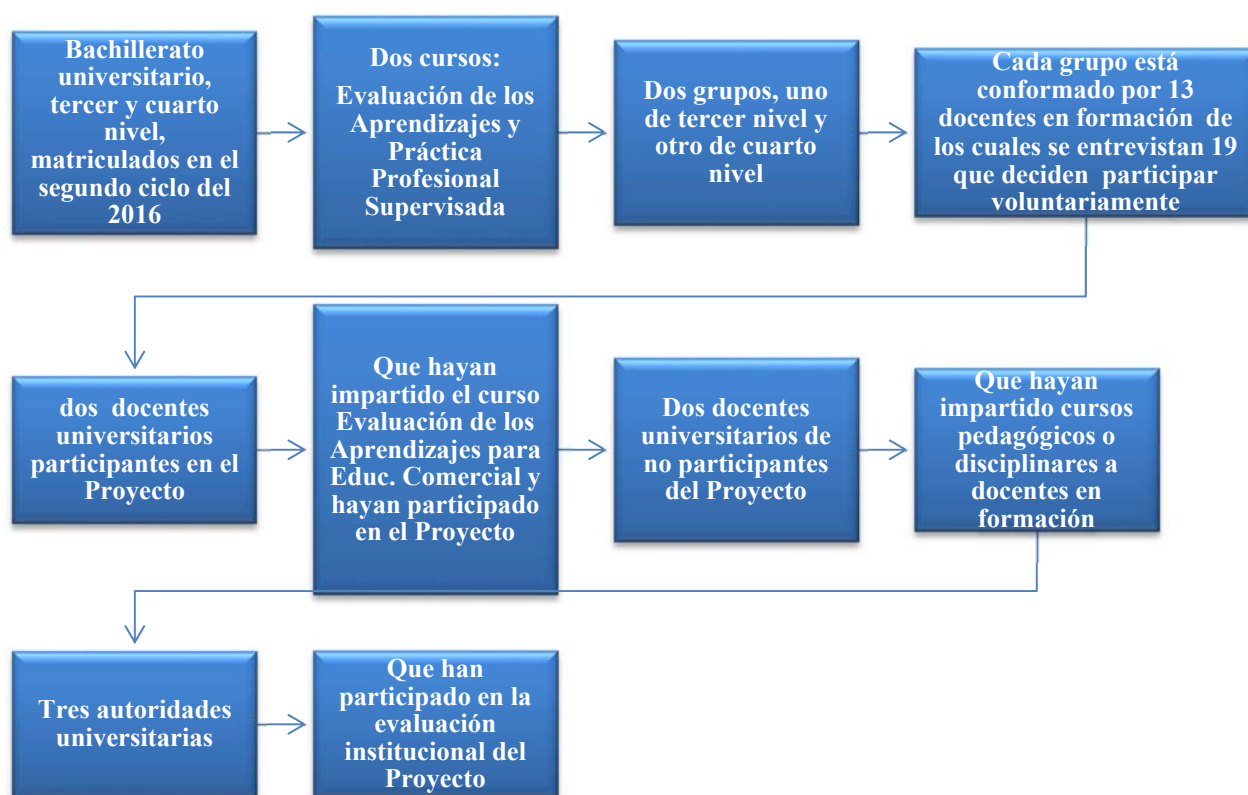 Bachillerato
universitario,
tercer y cuarto
nivel,
matriculados en el
segundo ciclo del
2016
Dos cursos:
Evaluación de los
Aprendizajes y
Práctica
Profesional
Supervisada
Dos grupos, uno
de tercer nivel y
otro de cuarto
nivel
Cada grupo está
conformado por 13
docentes en formación de
los cuales se entrevistan 19
que deciden participar
voluntariamente
dos docentes
universitarios
participantes en el
Proyecto
Que hayan
impartido el curso
Evaluación de los
Aprendizajes para
Educ. Comercial y
hayan participado
en el Proyecto
Dos docentes
universitarios de
no participantes
del Proyecto
Que hayan
impartido cursos
pedagógicos o
disciplinares a
docentes en
formación
Tres autoridades
universitarias
Que han
participado en la
evaluación
institucional del
Proyecto